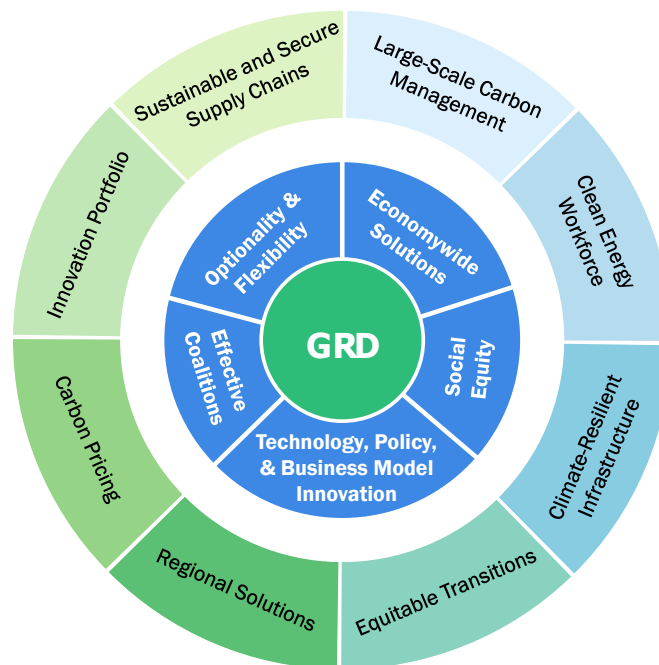 Sustainable and Secure
Supply Chains
Large-Scale Carbon
Management
Clean Energy
Workforce
Climate-Resilient
Infrastructure
Equitable Transitions
Regional Solutions
Carbon Pricing
Innovation Portfolio
Optionality &
Flexibility
Economywide
Solutions
Social
Equity
Technology, Policy,
& Business Model
Innovation
Effective
Coalitions
GRD